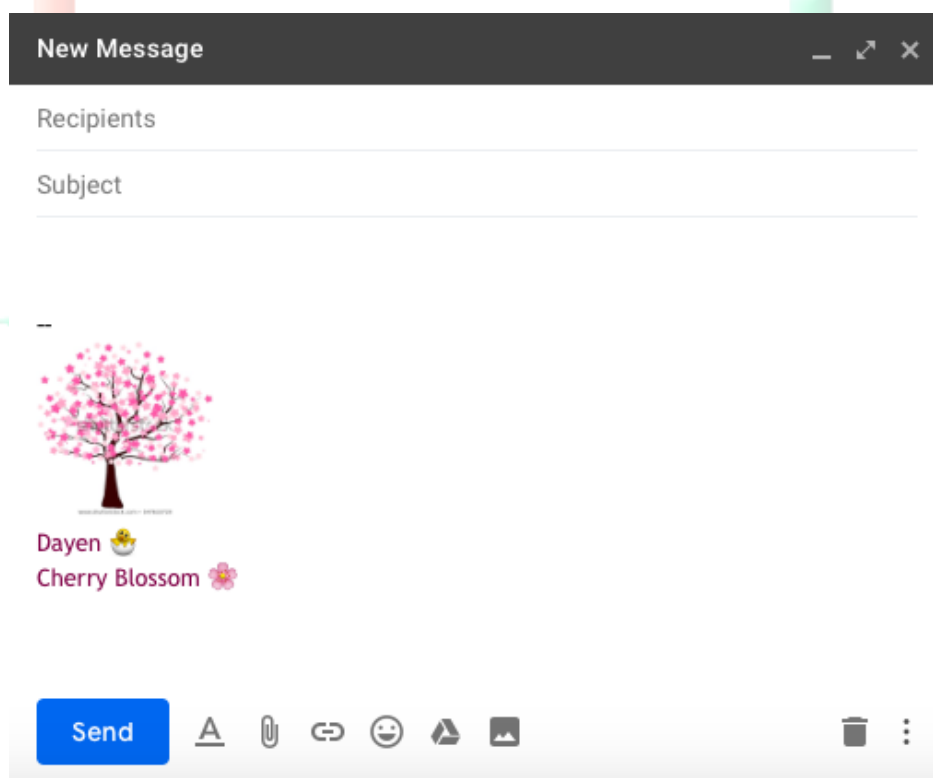 New Message
Recipients
Subject
--
Dayen 🐣
Cherry Blossom 🌸
Send